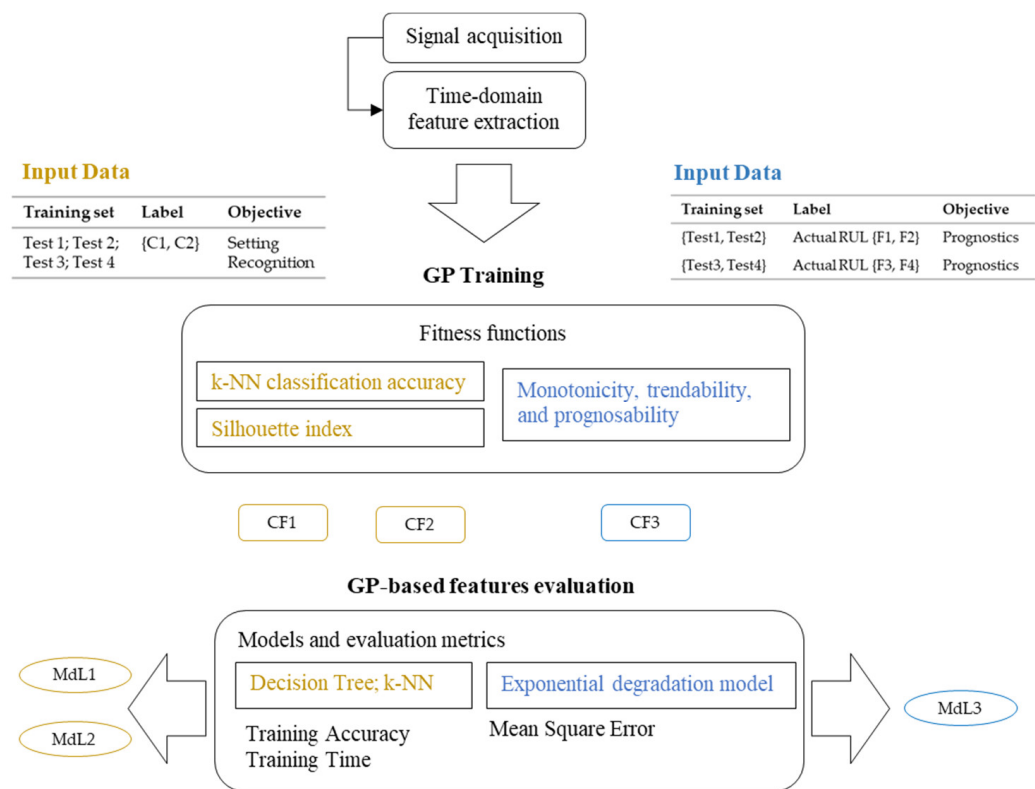 Signal acquisition
Time-domain
feature extraction
Input Data
Training set Label Objective
Test 1; Test 2; {C1, C2} Setting
Test 3; Test 4 Recognition
Input Data
Training set Label Objective
{Test1, Test2} Actual RUL {F1, F2} Prognostics
{Test3, Test4} Actual RUL {F3, F4} Prognostics
GP Training
Fitness functions
k-NN classification accuracy
Silhouette index
Monotonicity, trendability,
and prognosability
CF1
CF2
CF3
GP-based features evaluation
Models and evaluation metrics
Decision Tree; k-NN
Exponential degradation model
Training Accuracy
Training Time
Mean Square Error
MdL1
MdL2
MdL3